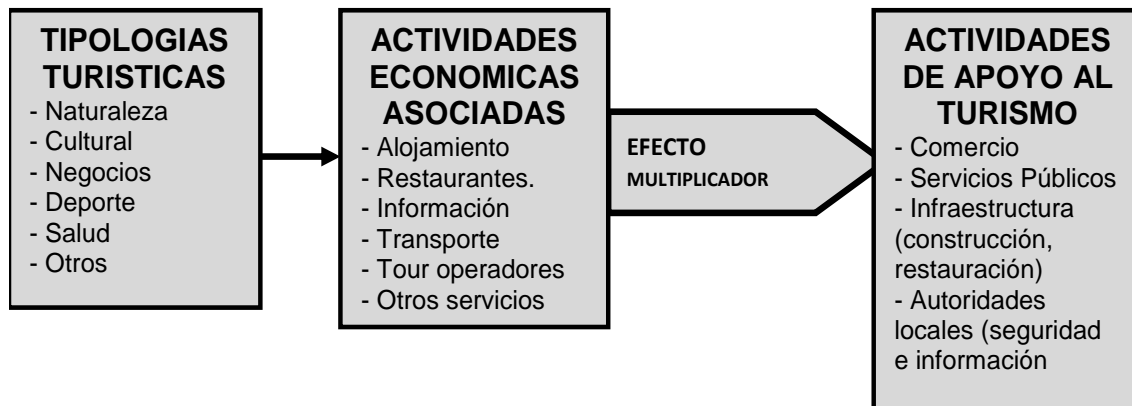 TIPOLOGIAS
TURISTICAS
- Naturaleza
- Cultural
- Negocios
- Deporte
- Salud
- Otros
ACTIVIDADES
ECONOMICAS
ASOCIADAS
- Alojamiento
- Restaurantes.
- Información
- Transporte
- Tour operadores
- Otros servicios
EFECTO
MULTIPLICADOR
ACTIVIDADES
DE APOYO AL
TURISMO
- Comercio
- Servicios Públicos
- Infraestructura
(construcción,
restauración)
- Autoridades
locales (seguridad
e información